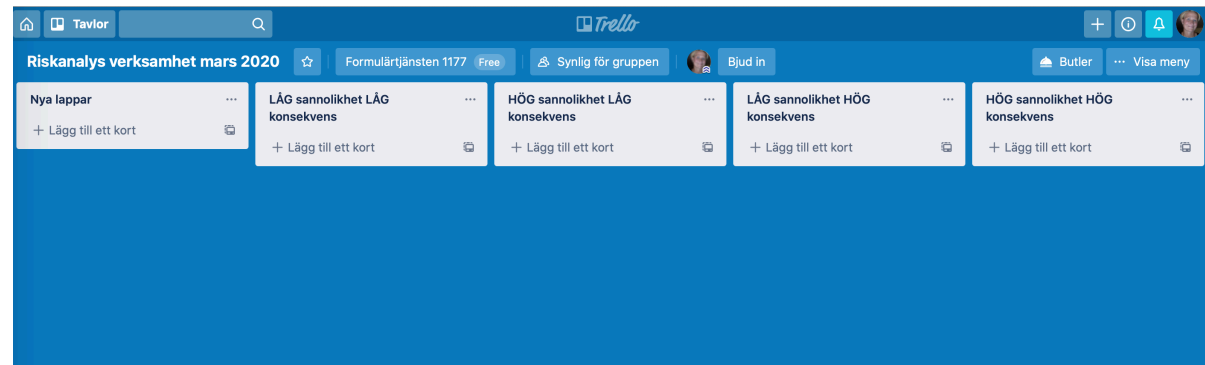 Tavlor
Trello
Riskanalys verksamhet mars 2020
Formulärtjänsten 1177 Free
Synlig för gruppen
Bjud in
Butler
··· Visa meny
Nya lappar ···
+ Lägg till ett kort
LÅG sannolikhet LÅG ···
konsekvens
+ Lägg till ett kort
HÖG sannolikhet LÅG ···
konsekvens
+ Lägg till ett kort
LÅG sannolikhet HÖG ···
konsekvens
+ Lägg till ett kort
HÖG sannolikhet HÖG ···
konsekvens
+ Lägg till ett kort